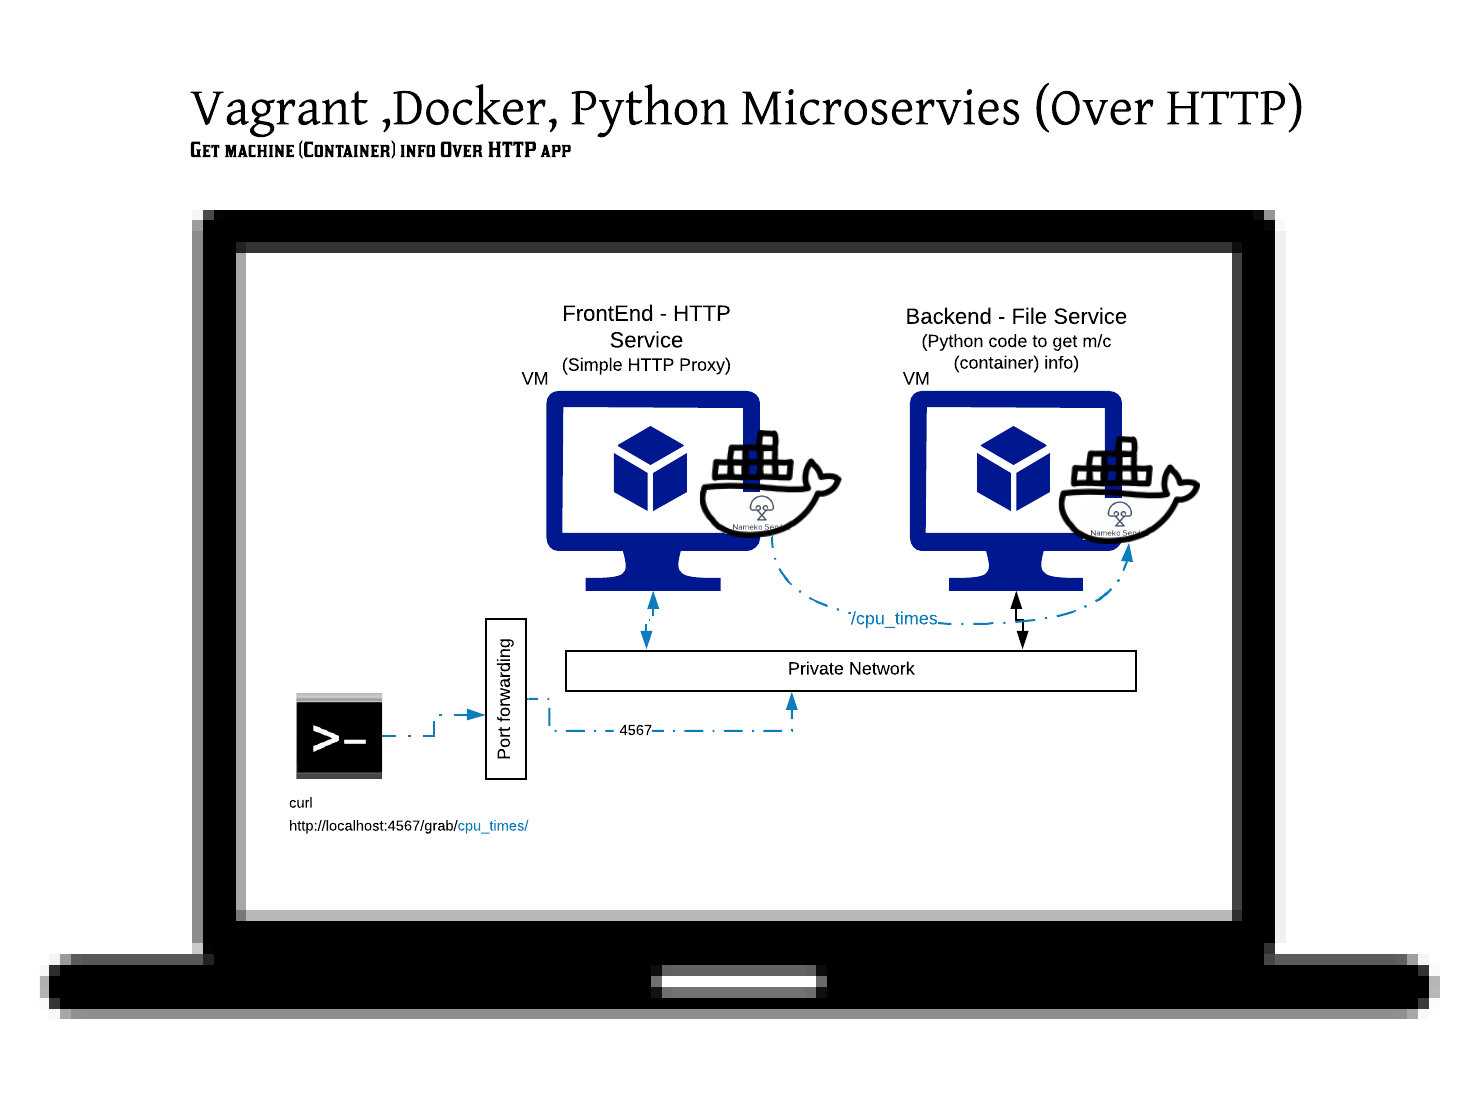 Vagrant ,Docker, Python Microservies (Over HTTP)
Get machine (Container) info Over HTTP app
FrontEnd - HTTP
Service
(Simple HTTP Proxy)
VM
Backend - File Service
(Python code to get m/c
(container) info)
VM
Nameko
Nameko
/cpu_times
Private Network
Port forwarding
4567
>_
curl
http://localhost:4567/grab/cpu_times/